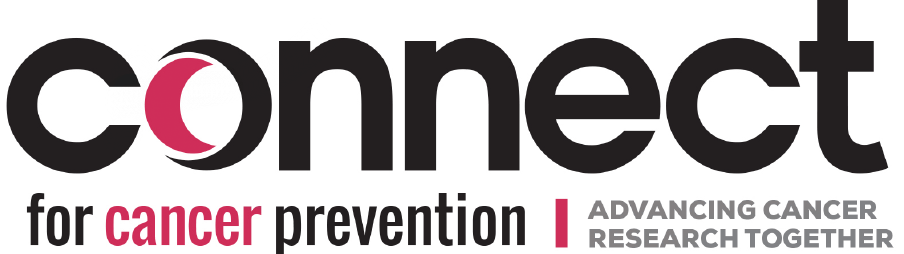 connect
for cancer prevention
ADVANCING CANCER
RESEARCH TOGETHER